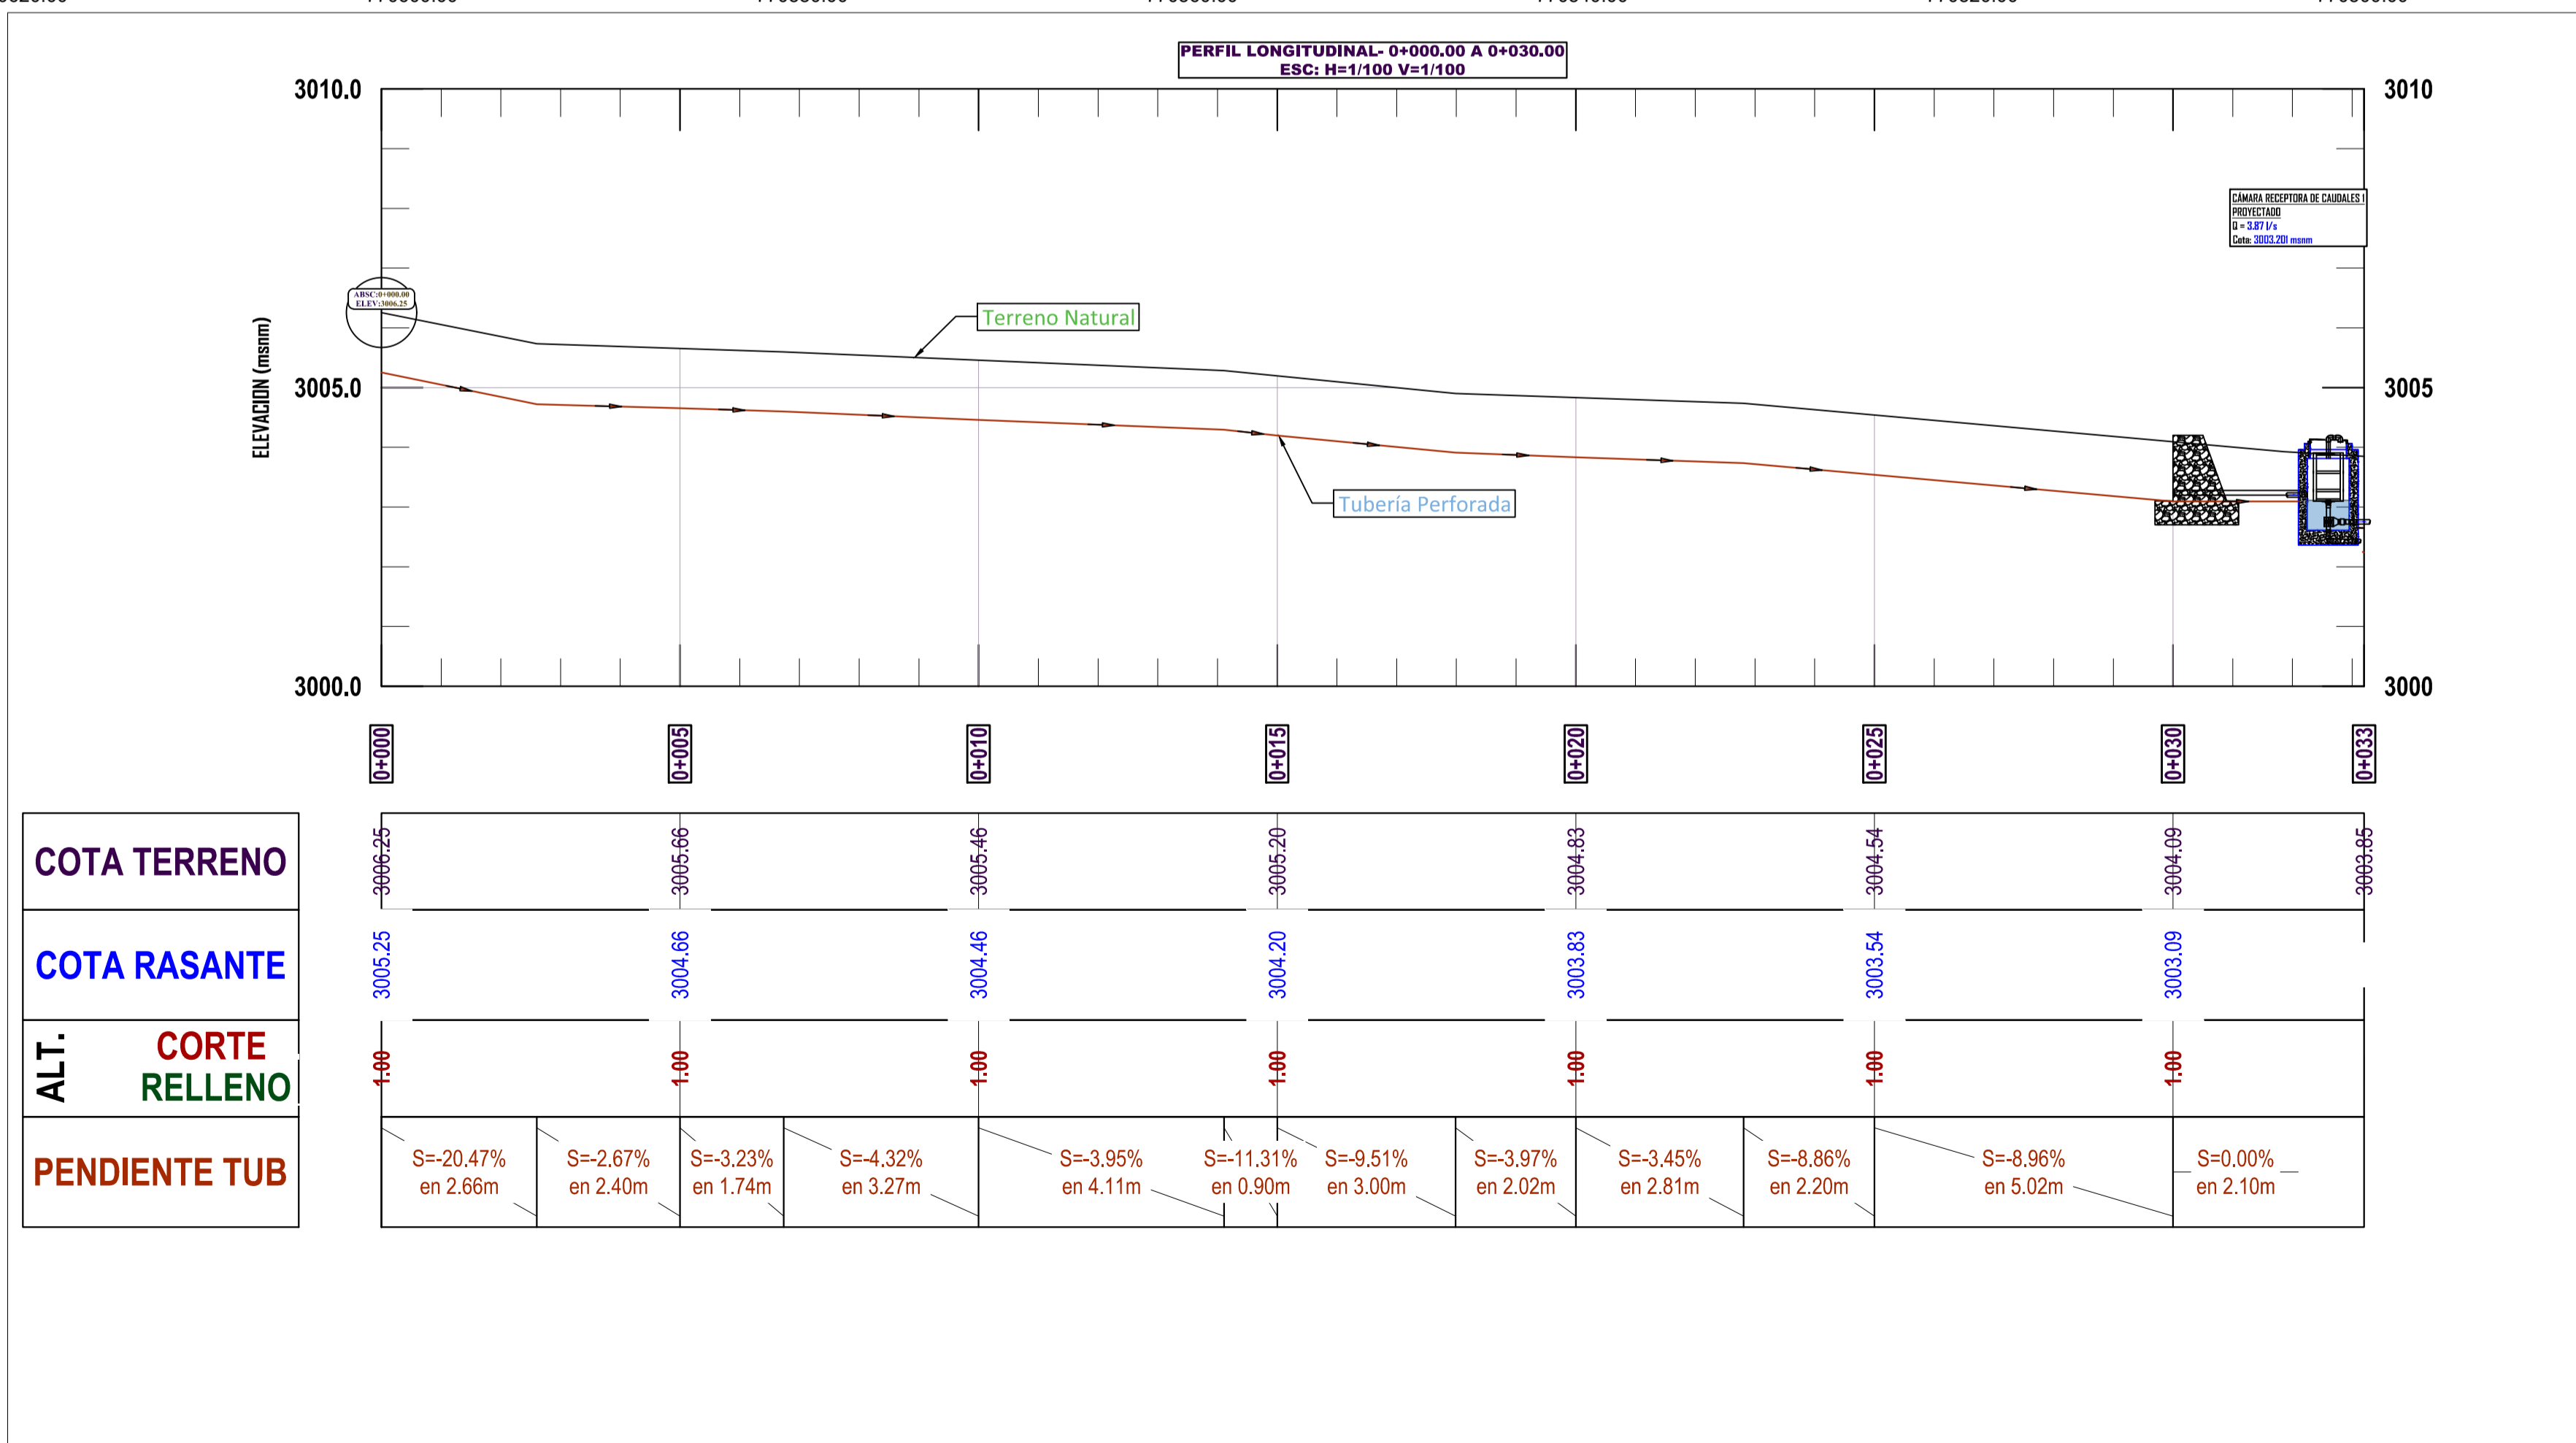 PERFIL LONGITUDINAL- 0+000.00 A 0+030.00
ESC: H=1/100 V=1/100
3010.0
3010
CÁMARA RECEPTORA DE CAUDALES 1
PROYECTADO
Q = 3.87 l/s
Cota: 3003.201 msnm
ABSC:0+000.00
ELEV:3006.25
Terreno Natural
ELEVACION (msnm)
3005.0
3005
Tubería Perforada
3000.0
3000
0+000
0+005
0+010
0+015
0+020
0+025
0+030
0+033
COTA TERRENO
3006.25
3005.66
3005.46
3005.20
3004.83
3004.54
3004.09
3003.85
COTA RASANTE
3005.25
3004.66
3004.46
3004.20
3003.83
3003.54
3003.09
ALT.
CORTE
RELLENO
1.00
1.00
1.00
1.00
1.00
1.00
1.00
PENDIENTE TUB
S=-20.47%
en 2.66m
S=-2.67%
en 2.40m
S=-3.23%
en 1.74m
S=-4.32%
en 3.27m
S=-3.95%
en 4.11m
S=-11.31%
en 0.90m
S=-9.51%
en 3.00m
S=-3.97%
en 2.02m
S=-3.45%
en 2.81m
S=-8.86%
en 2.20m
S=-8.96%
en 5.02m
S=0.00%
en 2.10m